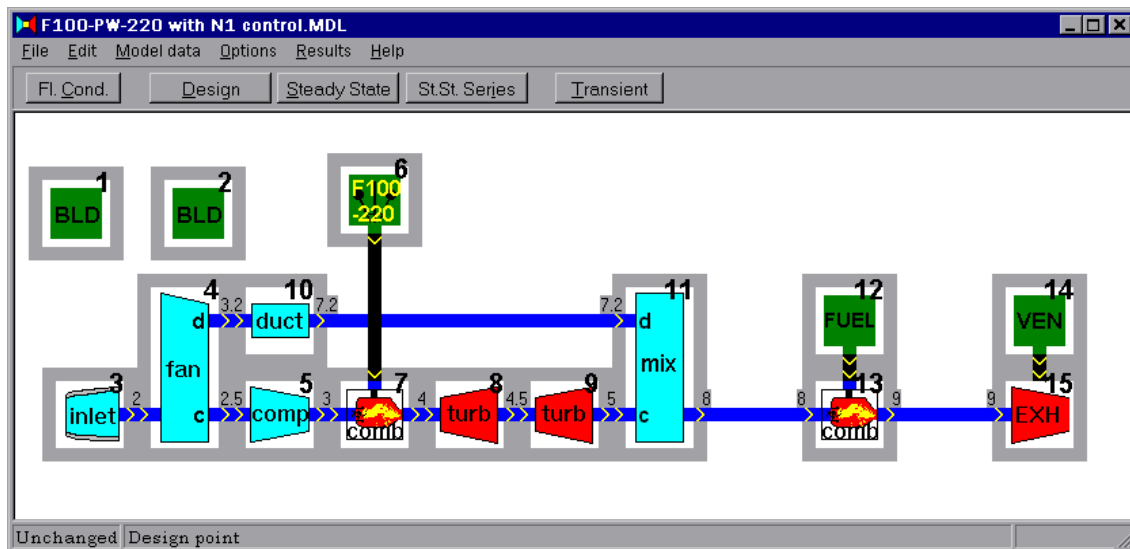 F100-PW-220 with N1 control.MDL
File Edit Model data Options Results Help
Fl. Cond. Design Steady State St.St. Series Transient
1 BLD
2 BLD
6 F100
-220
4 3.2 10 7.2 7.2 11 12 14
d duct d FUEL VEN
fan mix
3 2 2.5 5 3 7 4 8 4.5 9 5 8 8 13 9 9 15
inlet c comp comb turb turb c comb EXH
Unchanged Design point